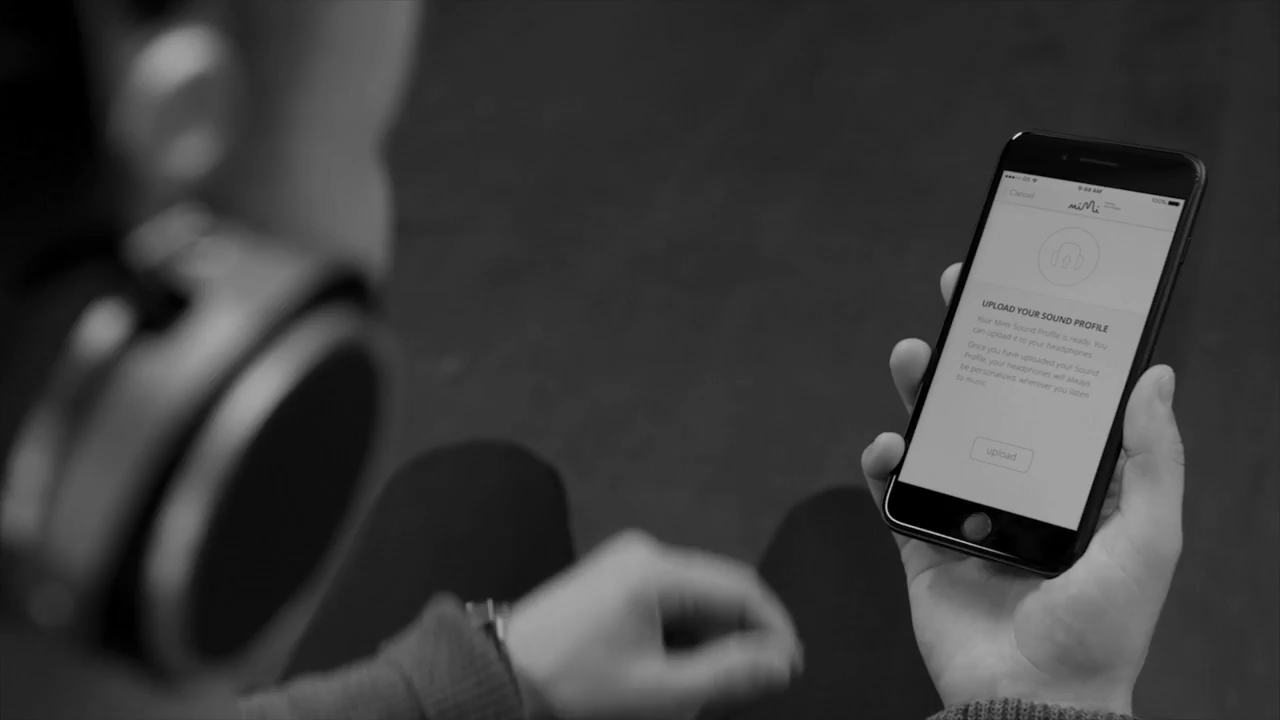 9:48 AM
100%
Cancel
miMi
UPLOAD YOUR SOUND PROFILE
Your Mimi Sound Profile is ready. You
can upload it to your headphones.
Once you have uploaded your Sound
Profile, your headphones will always
be personalized, wherever you listen
to music.
upload